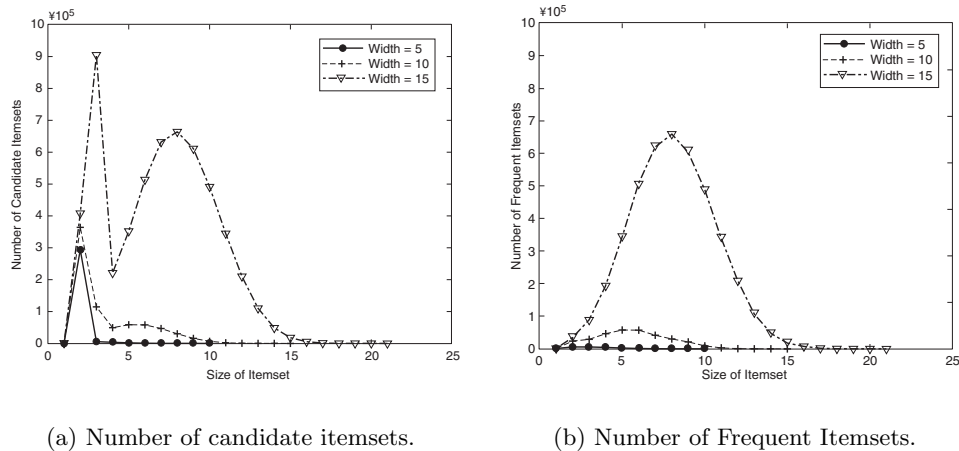 ¥10⁵
10
9
8
7
6
5
4
3
2
1
0
Number of Candidate Itemsets
Width = 5
Width = 10
Width = 15
0 5 10 15 20 25
Size of Itemset
(a) Number of candidate itemsets.
¥10⁵
10
9
8
7
6
5
4
3
2
1
0
Number of Frequent Itemsets
Width = 5
Width = 10
Width = 15
0 5 10 15 20 25
Size of Itemset
(b) Number of Frequent Itemsets.